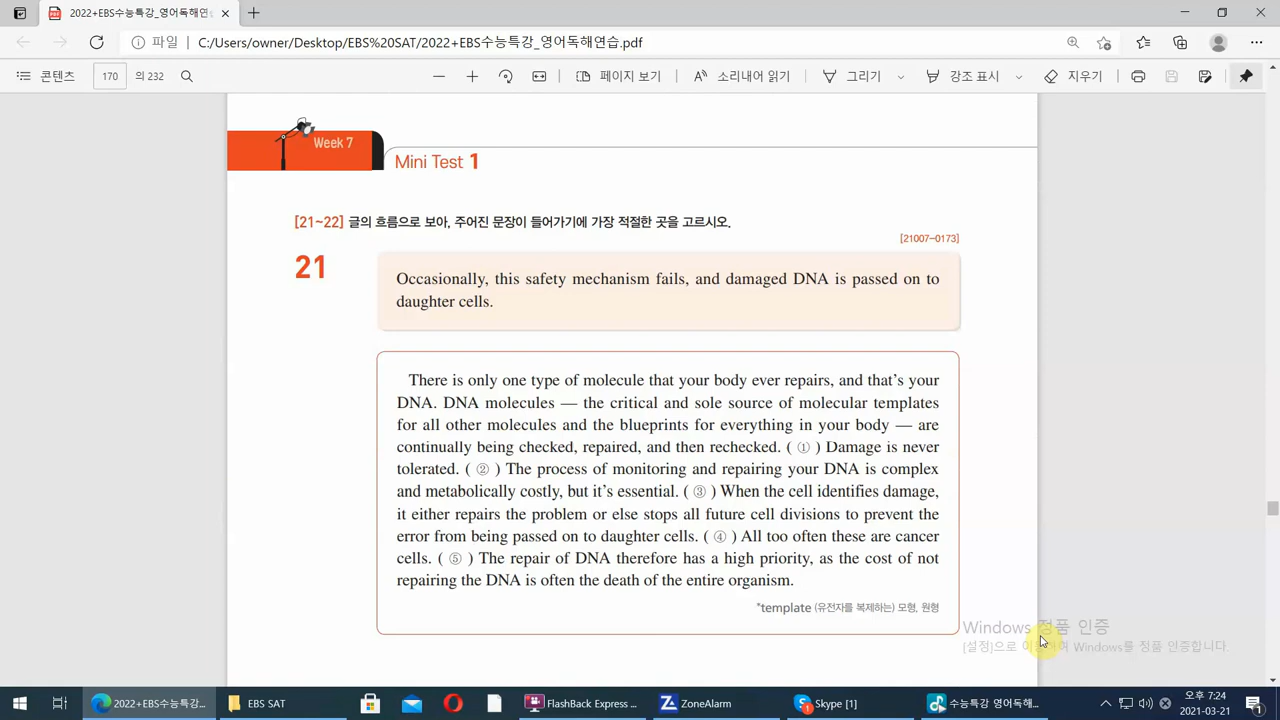 2022+EBS수능특강_영어독해연
파일 C:/Users/owner/Desktop/EBS%20SAT/2022+EBS수능특강_영어독해연습.pdf
콘텐츠 170 의 232 페이지 보기 소리내어 읽기 그리기 강조 표시 지우기
Week 7
Mini Test 1
[21~22] 글의 흐름으로 보아, 주어진 문장이 들어가기에 가장 적절한 곳을 고르시오.
[21007-0173]
21
Occasionally, this safety mechanism fails, and damaged DNA is passed on to
daughter cells.
There is only one type of molecule that your body ever repairs, and that's your
DNA. DNA molecules — the critical and sole source of molecular templates
for all other molecules and the blueprints for everything in your body — are
continually being checked, repaired, and then rechecked. ( ① ) Damage is never
tolerated. ( ② ) The process of monitoring and repairing your DNA is complex
and metabolically costly, but it's essential. ( ③ ) When the cell identifies damage,
it either repairs the problem or else stops all future cell divisions to prevent the
error from being passed on to daughter cells. ( ④ ) All too often these are cancer
cells. ( ⑤ ) The repair of DNA therefore has a high priority, as the cost of not
repairing the DNA is often the death of the entire organism.
*template (유전자를 복제하는) 모형, 원형
Windows 정품 인증
[설정]으로 이동하여 Windows를 정품 인증합니다.
2022+EBS수능특강_... EBS SAT FlashBack Express ... ZoneAlarm Skype [1] 수능특강 영어독해... 오후 7:24
2021-03-21